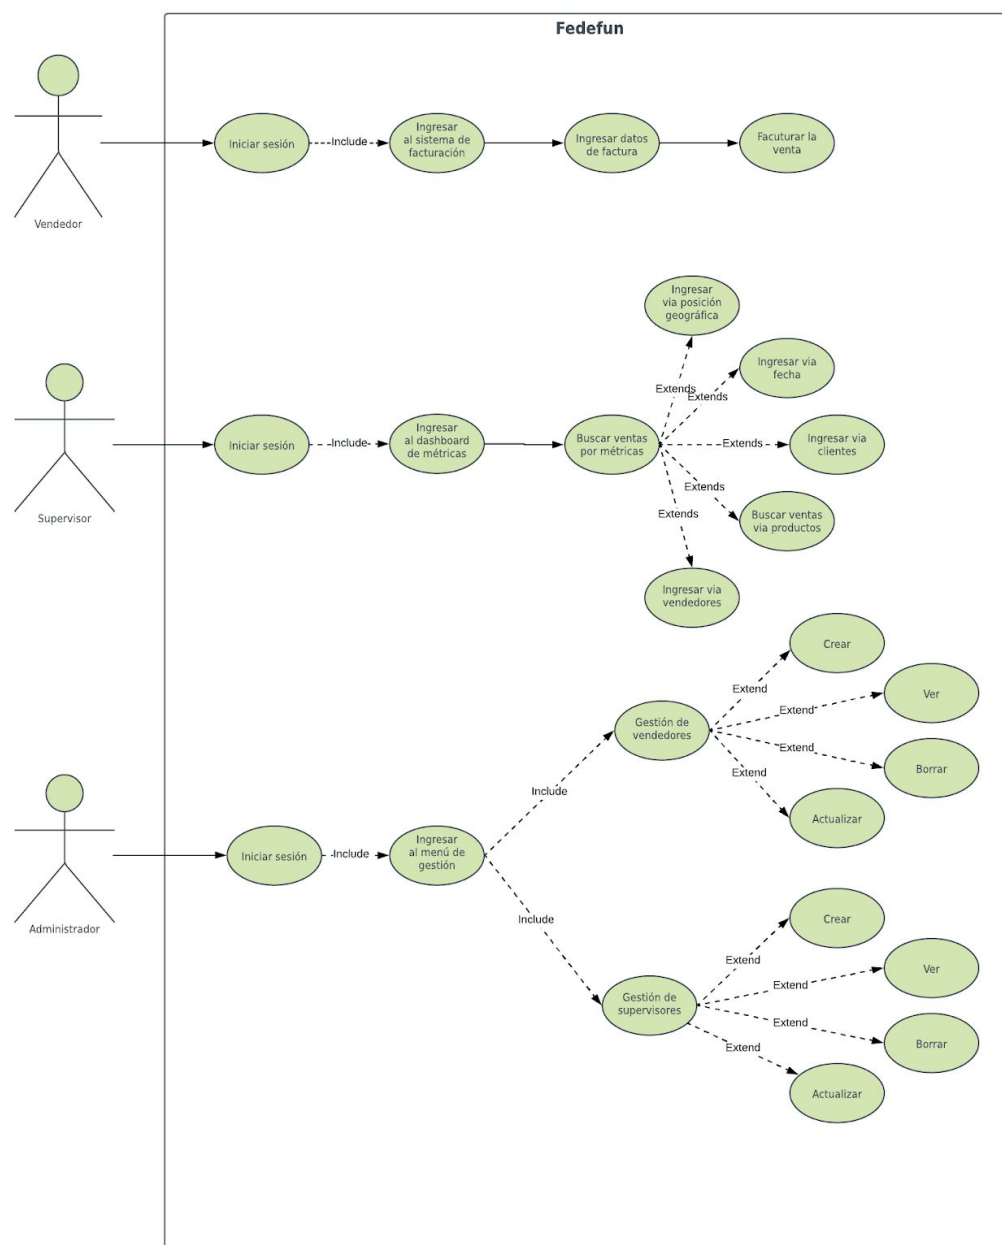 Fedefun
Iniciar sesión
Include
Ingresar
al sistema de
facturación
Ingresar datos
de factura
Facuturar la
venta
Vendedor
Ingresar
via posición
geográfica
Extends
Ingresar via
fecha
Extends
Iniciar sesión
Include
Ingresar
al dashboard
de métricas
Buscar ventas
por métricas
Extends
Ingresar via
clientes
Supervisor
Extends
Buscar ventas
via productos
Extends
Ingresar via
vendedores
Crear
Extend
Ver
Extend
Gestión de
vendedores
Extend
Borrar
Extend
Actualizar
Include
Iniciar sesión
Include
Ingresar
al menú de
gestión
Administrador
Include
Crear
Extend
Ver
Extend
Gestión de
supervisores
Extend
Borrar
Extend
Actualizar